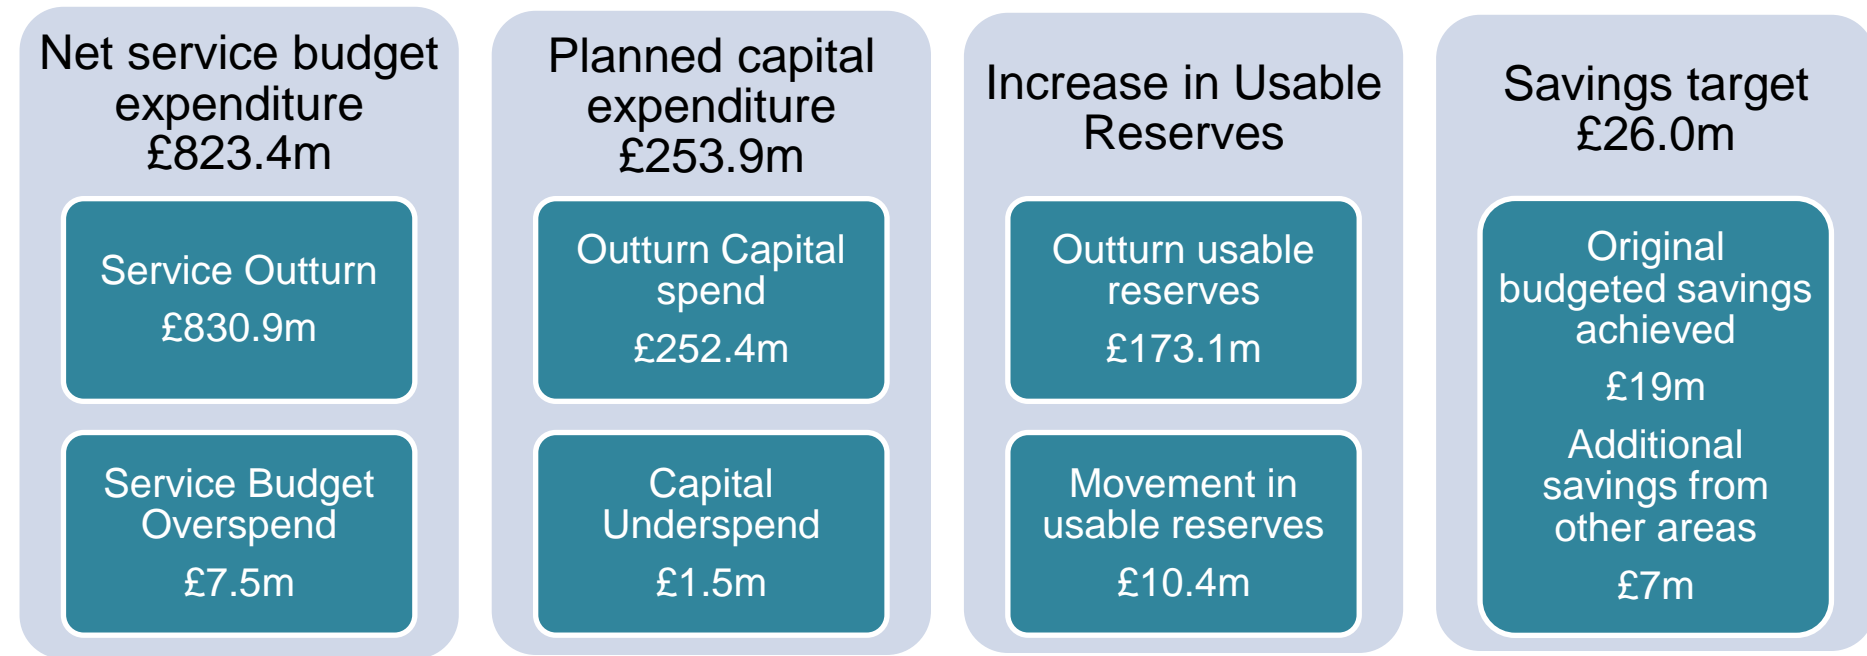 Net service budget
expenditure
£823.4m
Service Outturn
£830.9m
Service Budget
Overspend
£7.5m
Planned capital
expenditure
£253.9m
Outturn Capital
spend
£252.4m
Capital
Underspend
£1.5m
Increase in Usable
Reserves
Outturn usable
reserves
£173.1m
Movement in
usable reserves
£10.4m
Savings target
£26.0m
Original
budgeted savings
achieved
£19m
Additional
savings from
other areas
£7m